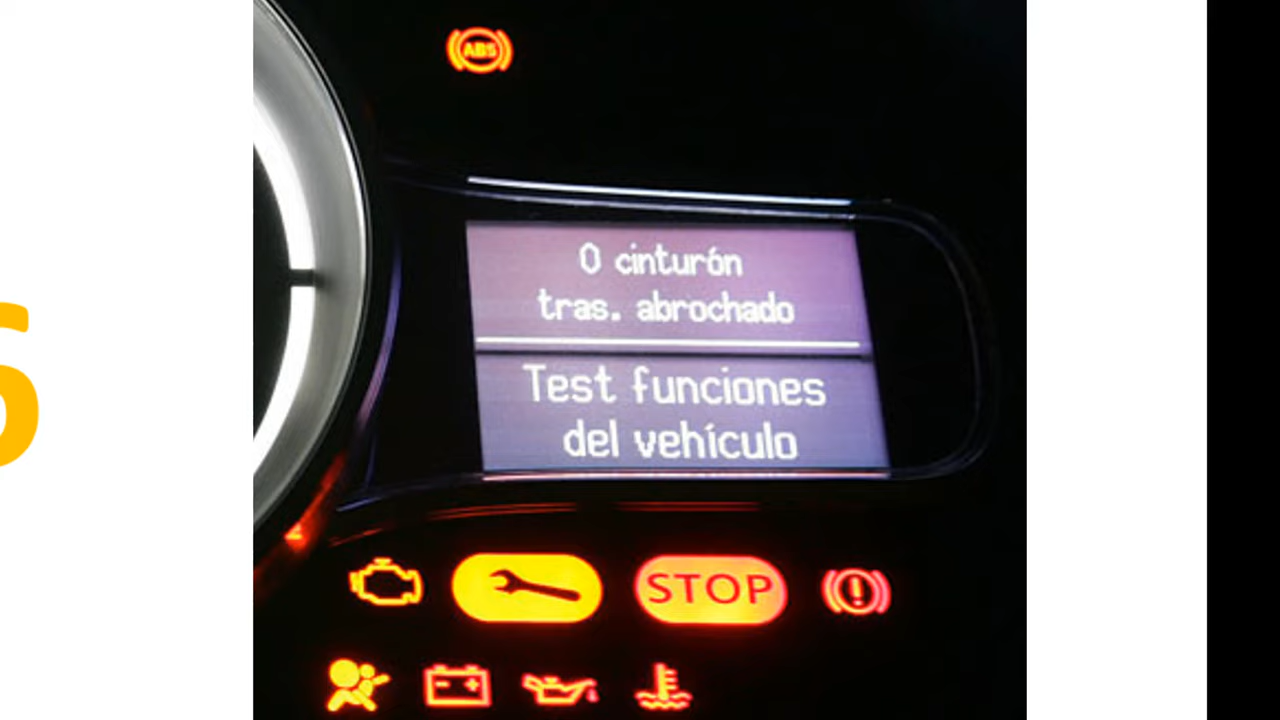 ABS
0 cinturón
tras. abrochado
Test funciones
del vehículo
STOP